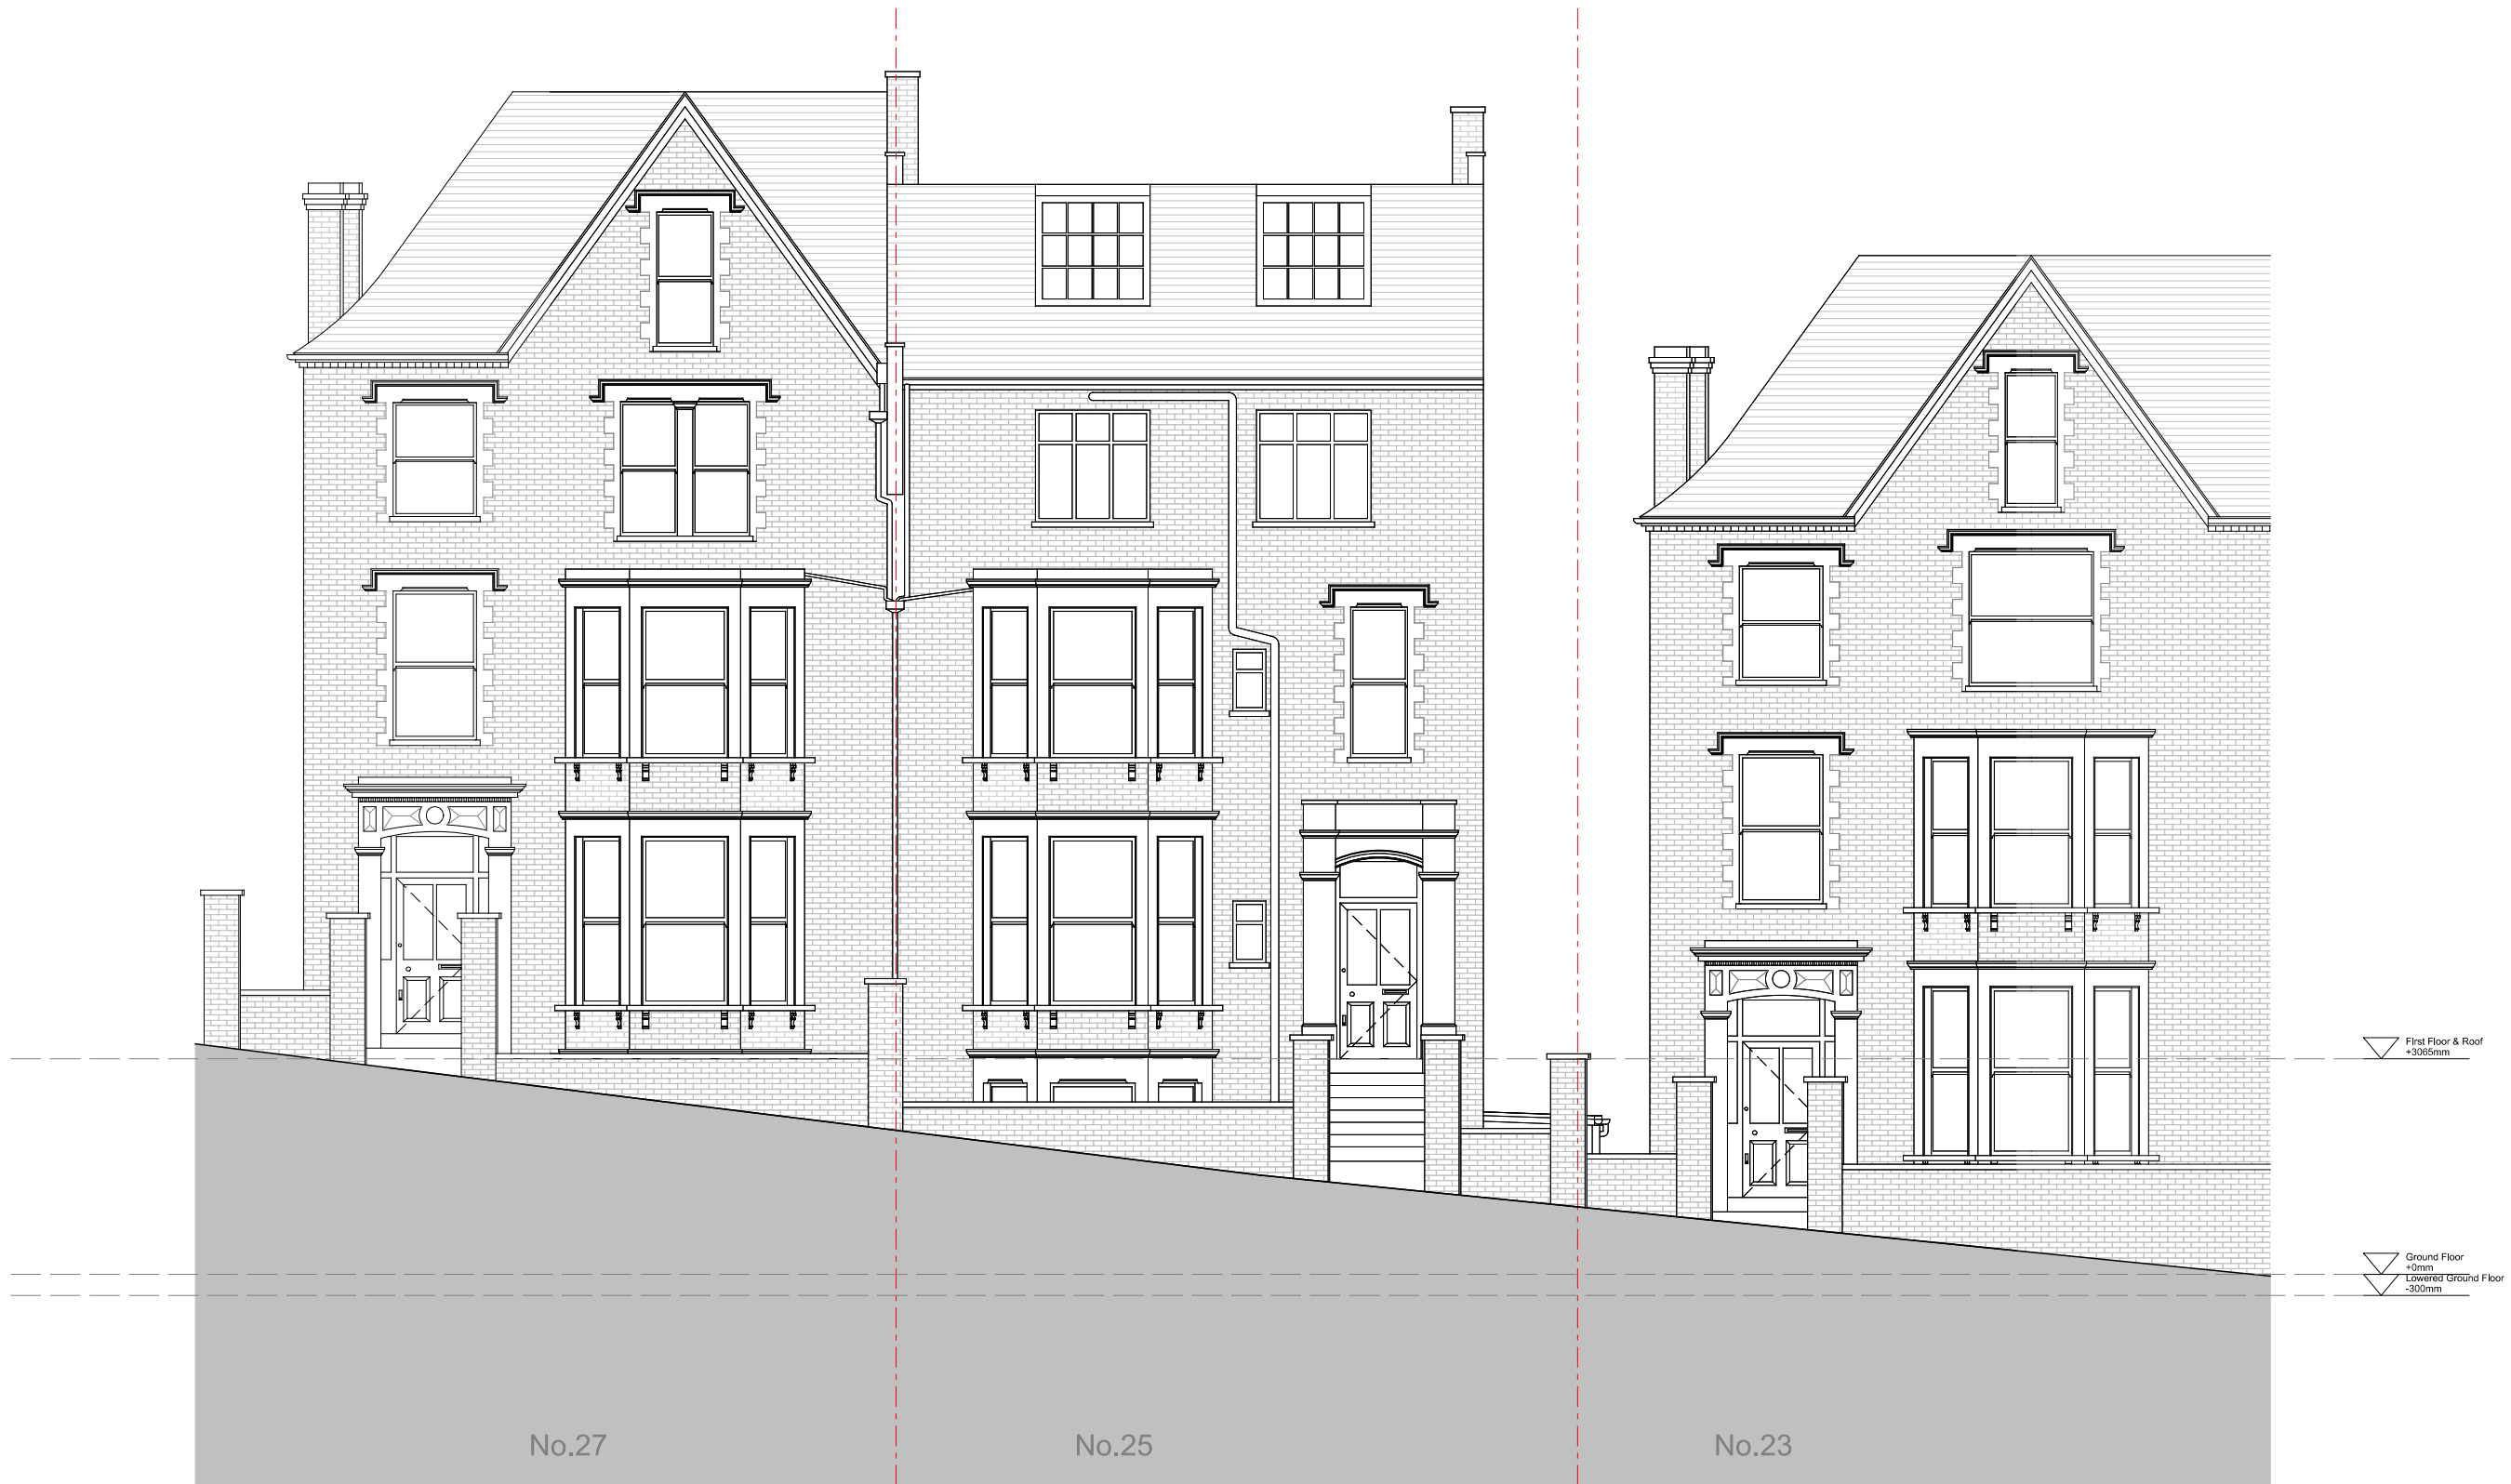 FIrst Floor & Roof
+3065mm
Ground Floor
+0mm
Lowered Ground Floor
-300mm
No.27
No.25
No.23